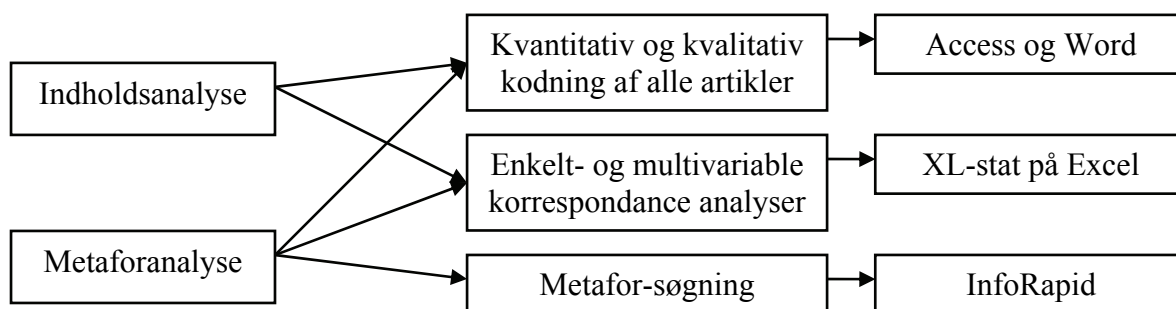 Indholdsanalyse
Metaforanalyse
Kvantitativ og kvalitativ
kodning af alle artikler
Enkelt- og multivariable
korrespondance analyser
Metafor-søgning
Access og Word
XL-stat på Excel
InfoRapid